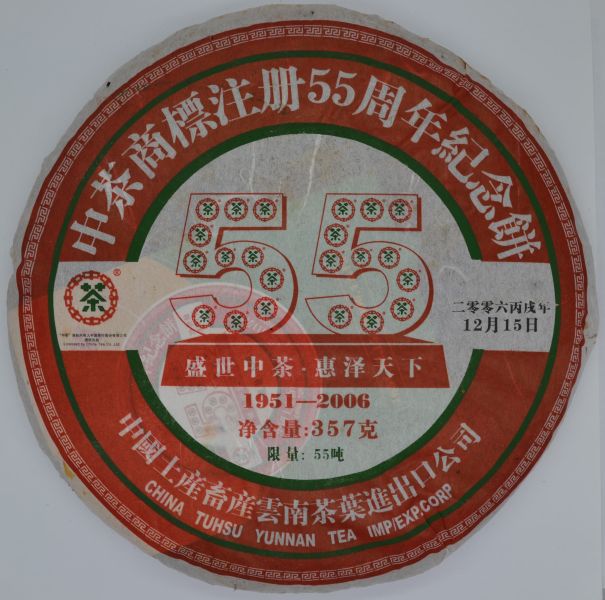 中茶商標注册55周年紀念餅
茶
®
55
二零零六丙戌年
12月15日
盛世中茶·惠泽天下
1951—2006
净含量:357克
限量: 55吨
中國土産畜産雲南茶葉進出口公司
CHINA TUHSU YUNNAN TEA IMP/EXP.CORP